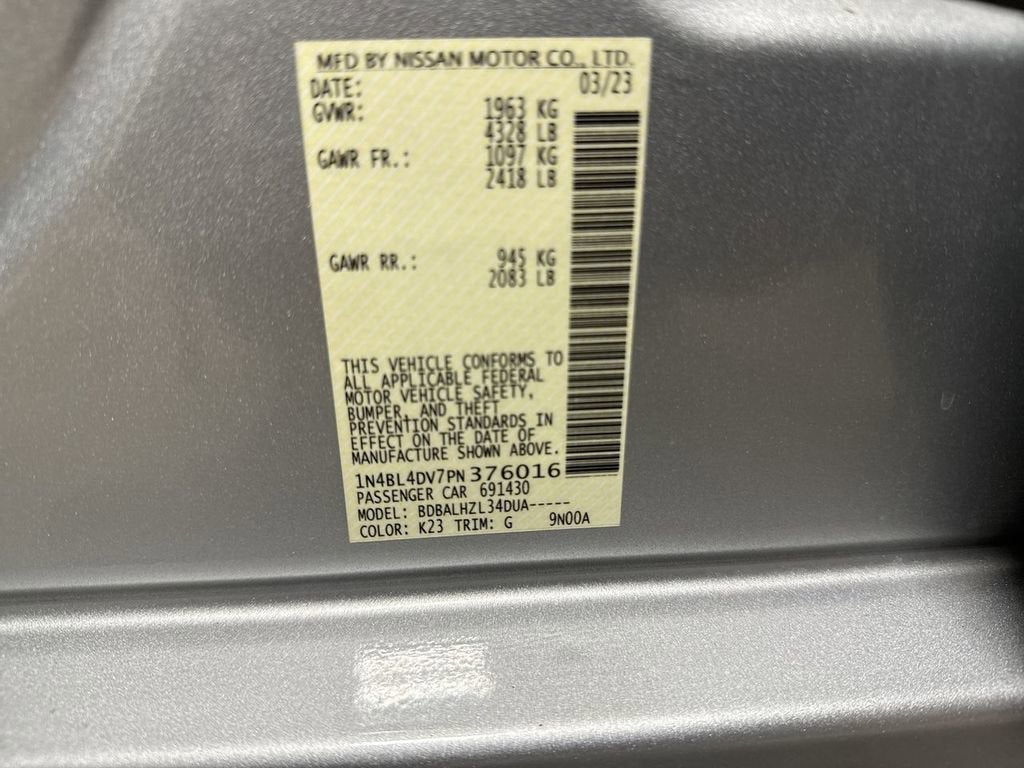 MFD BY NISSAN MOTOR CO., LTD.
DATE: 03/23
GVWR: 1963 KG
4328 LB
GAWR FR.: 1097 KG
2418 LB
GAWR RR.: 945 KG
2083 LB
THIS VEHICLE CONFORMS TO
ALL APPLICABLE FEDERAL
MOTOR VEHICLE SAFETY,
BUMPER, AND THEFT
PREVENTION STANDARDS IN
EFFECT ON THE DATE OF
MANUFACTURE SHOWN ABOVE.
1N4BL4DV7PN376016
PASSENGER CAR 691430
MODEL: BDBALHZL34DUA-----
COLOR: K23 TRIM: G 9N00A